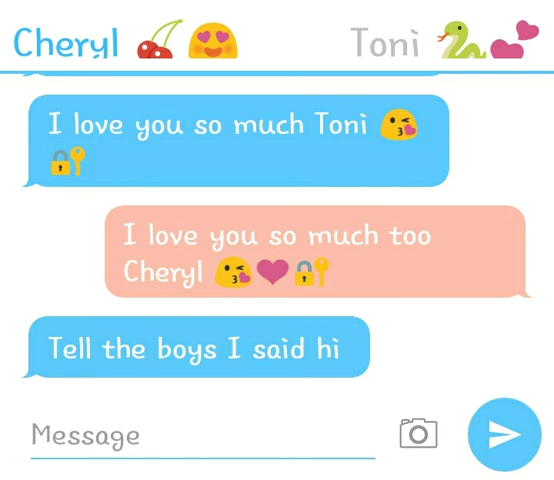 Cheryl 🍒 😍 Toni 🐍 💕
I love you so much Toni 😘
🔐
I love you so much too
Cheryl 😘❤️🔐
Tell the boys I said hi
Message